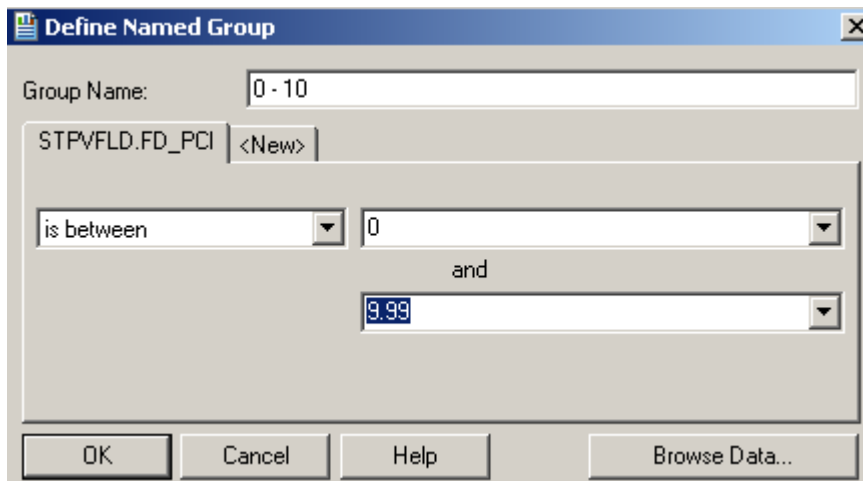 Define Named Group
Group Name: 0 - 10
STPVFLD.FD_PCI <New>
is between 0
and
9.99
OK Cancel Help Browse Data...